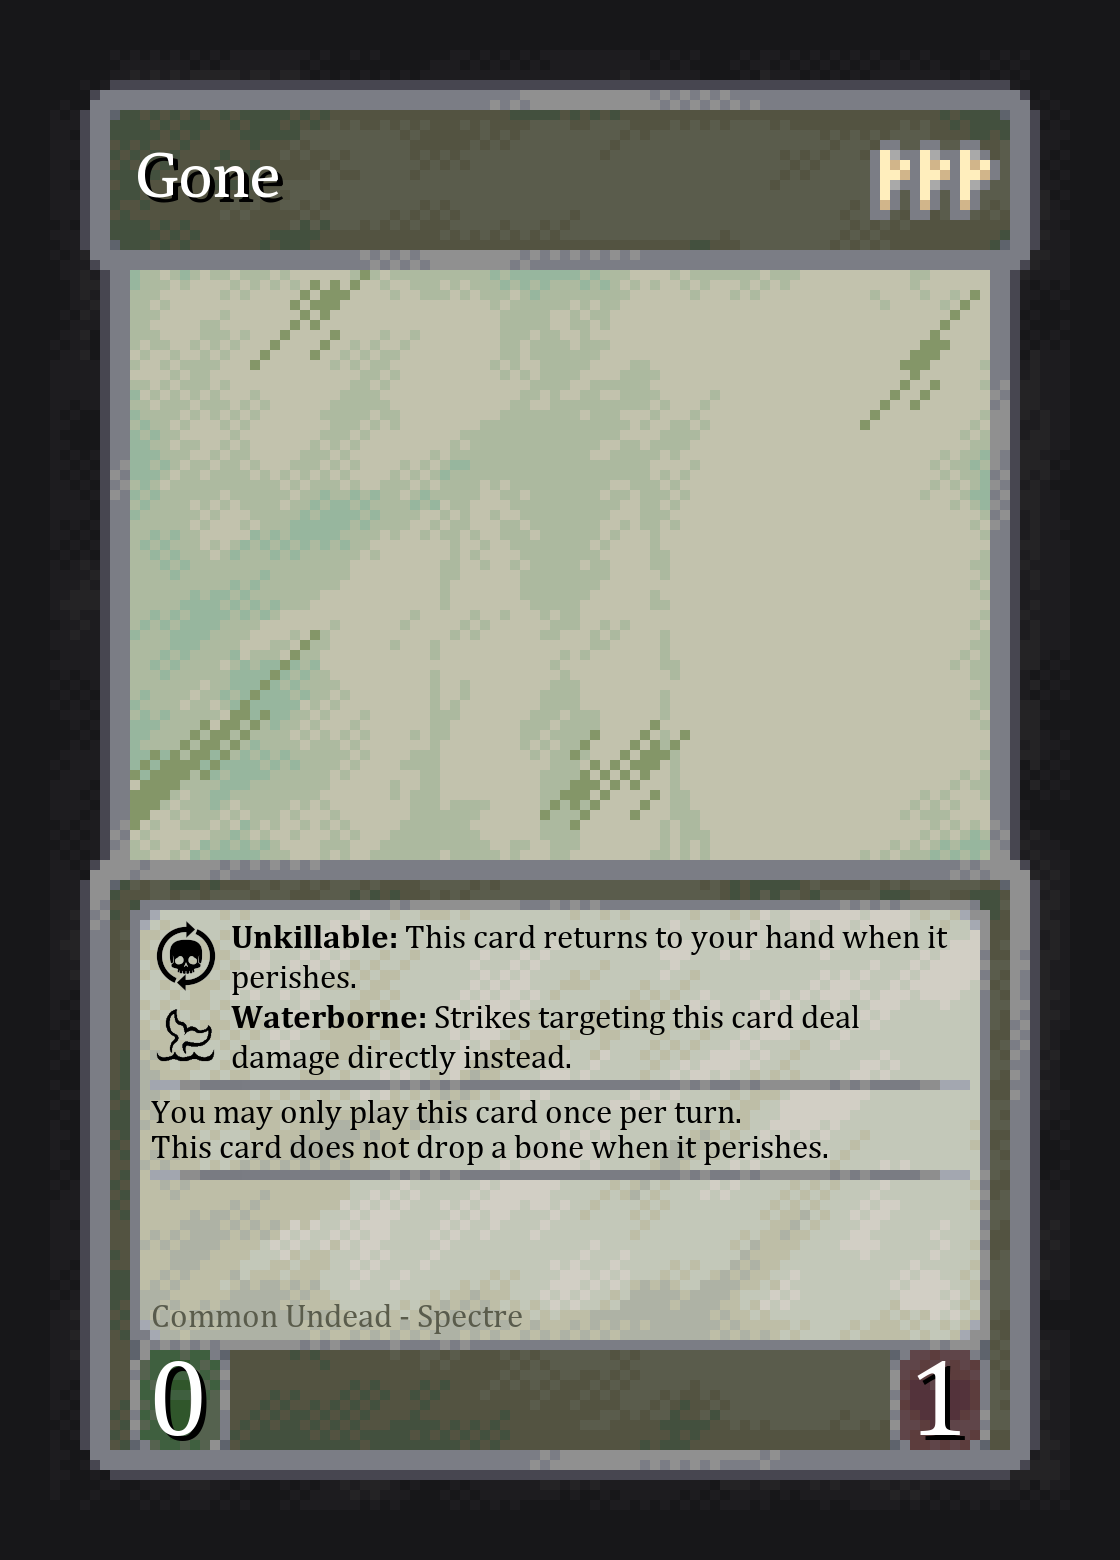 Gone
Unkillable: This card returns to your hand when it
perishes.
Waterborne: Strikes targeting this card deal
damage directly instead.
You may only play this card once per turn.
This card does not drop a bone when it perishes.
Common Undead - Spectre
0
1